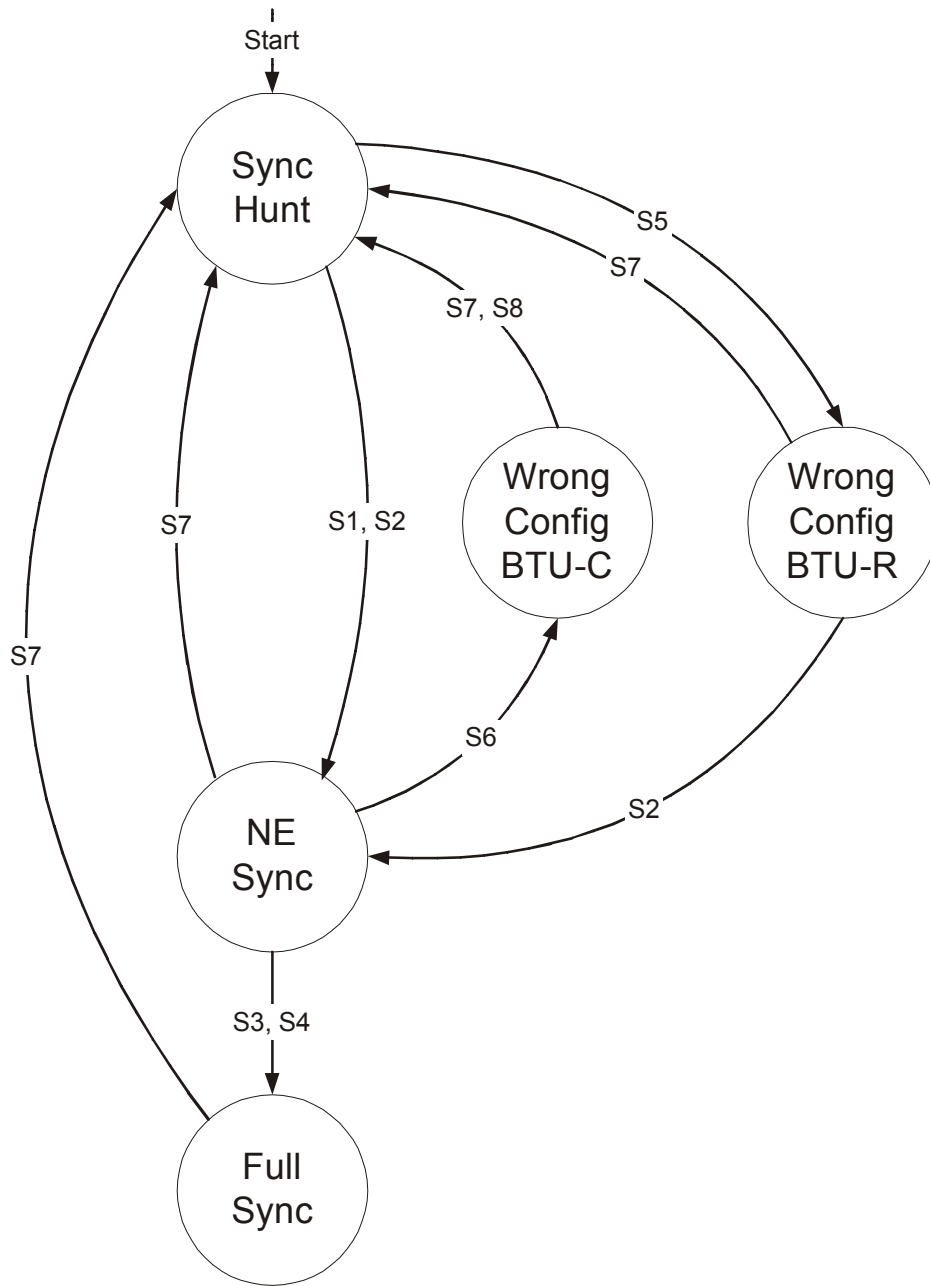 Start
Sync
Hunt
S5
S7
S7, S8
Wrong
Config
BTU-C
Wrong
Config
BTU-R
S7
S1, S2
S7
S6
S2
NE
Sync
S3, S4
Full
Sync